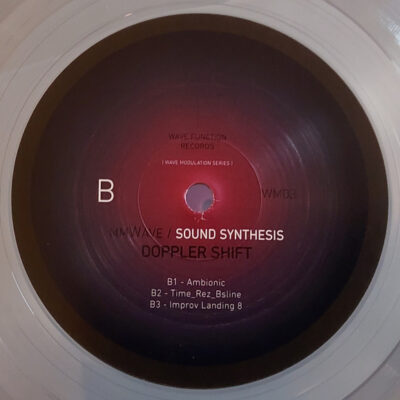 WAVE FUNCTION
RECORDS
[ WAVE MODULATION SERIES ]
B
WM03
MMWAVE / SOUND SYNTHESIS
DOPPLER SHIFT
B1 - Ambionic
B2 - Time_Rez_Bsline
B3 - Improv Landing 8